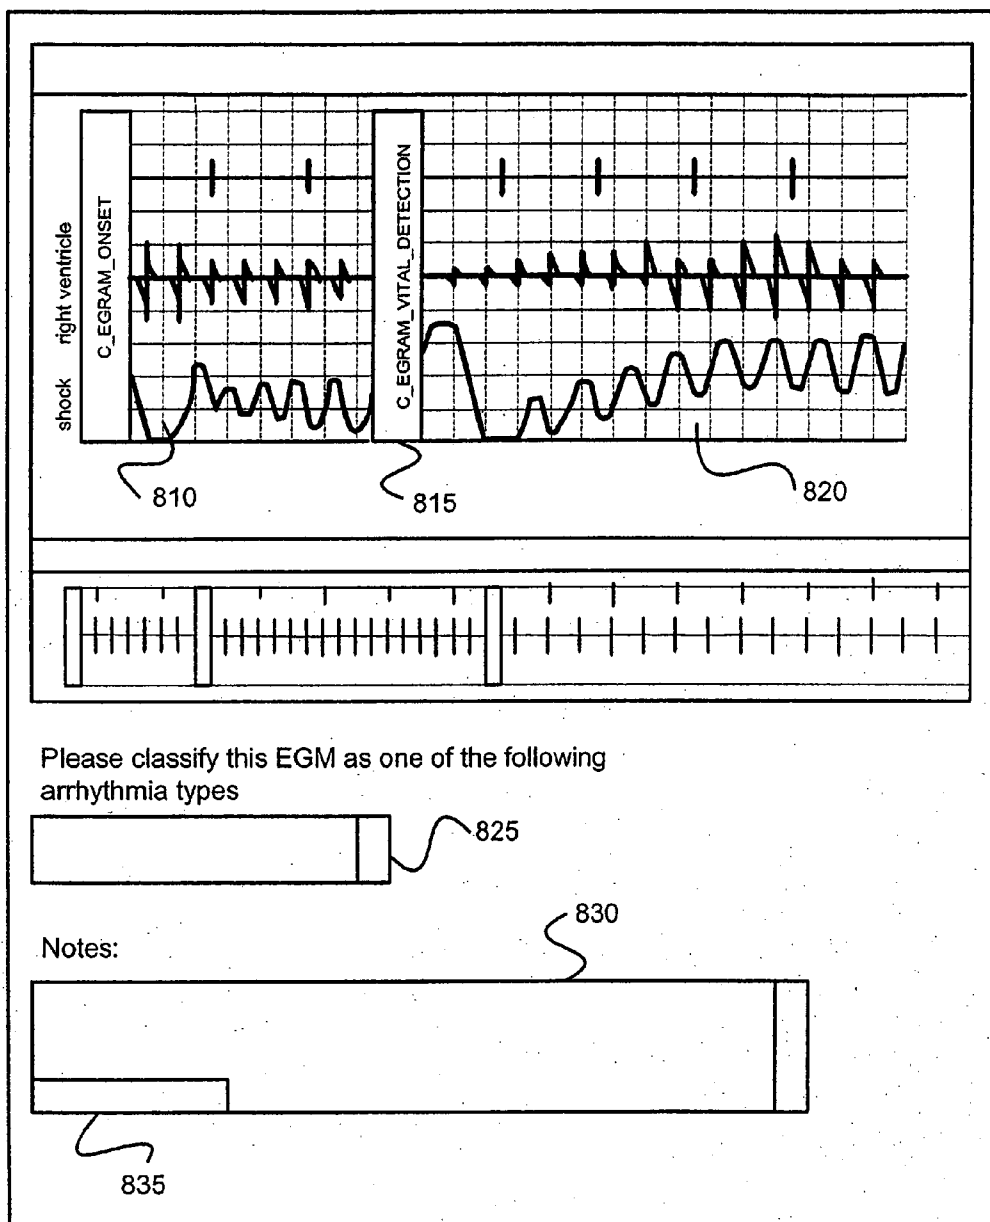 right ventricle
shock
C_EGRAM_ONSET
C_EGRAM_VITAL_DETECTION
810
815
820
Please classify this EGM as one of the following
arrhythmia types
825
830
Notes:
835